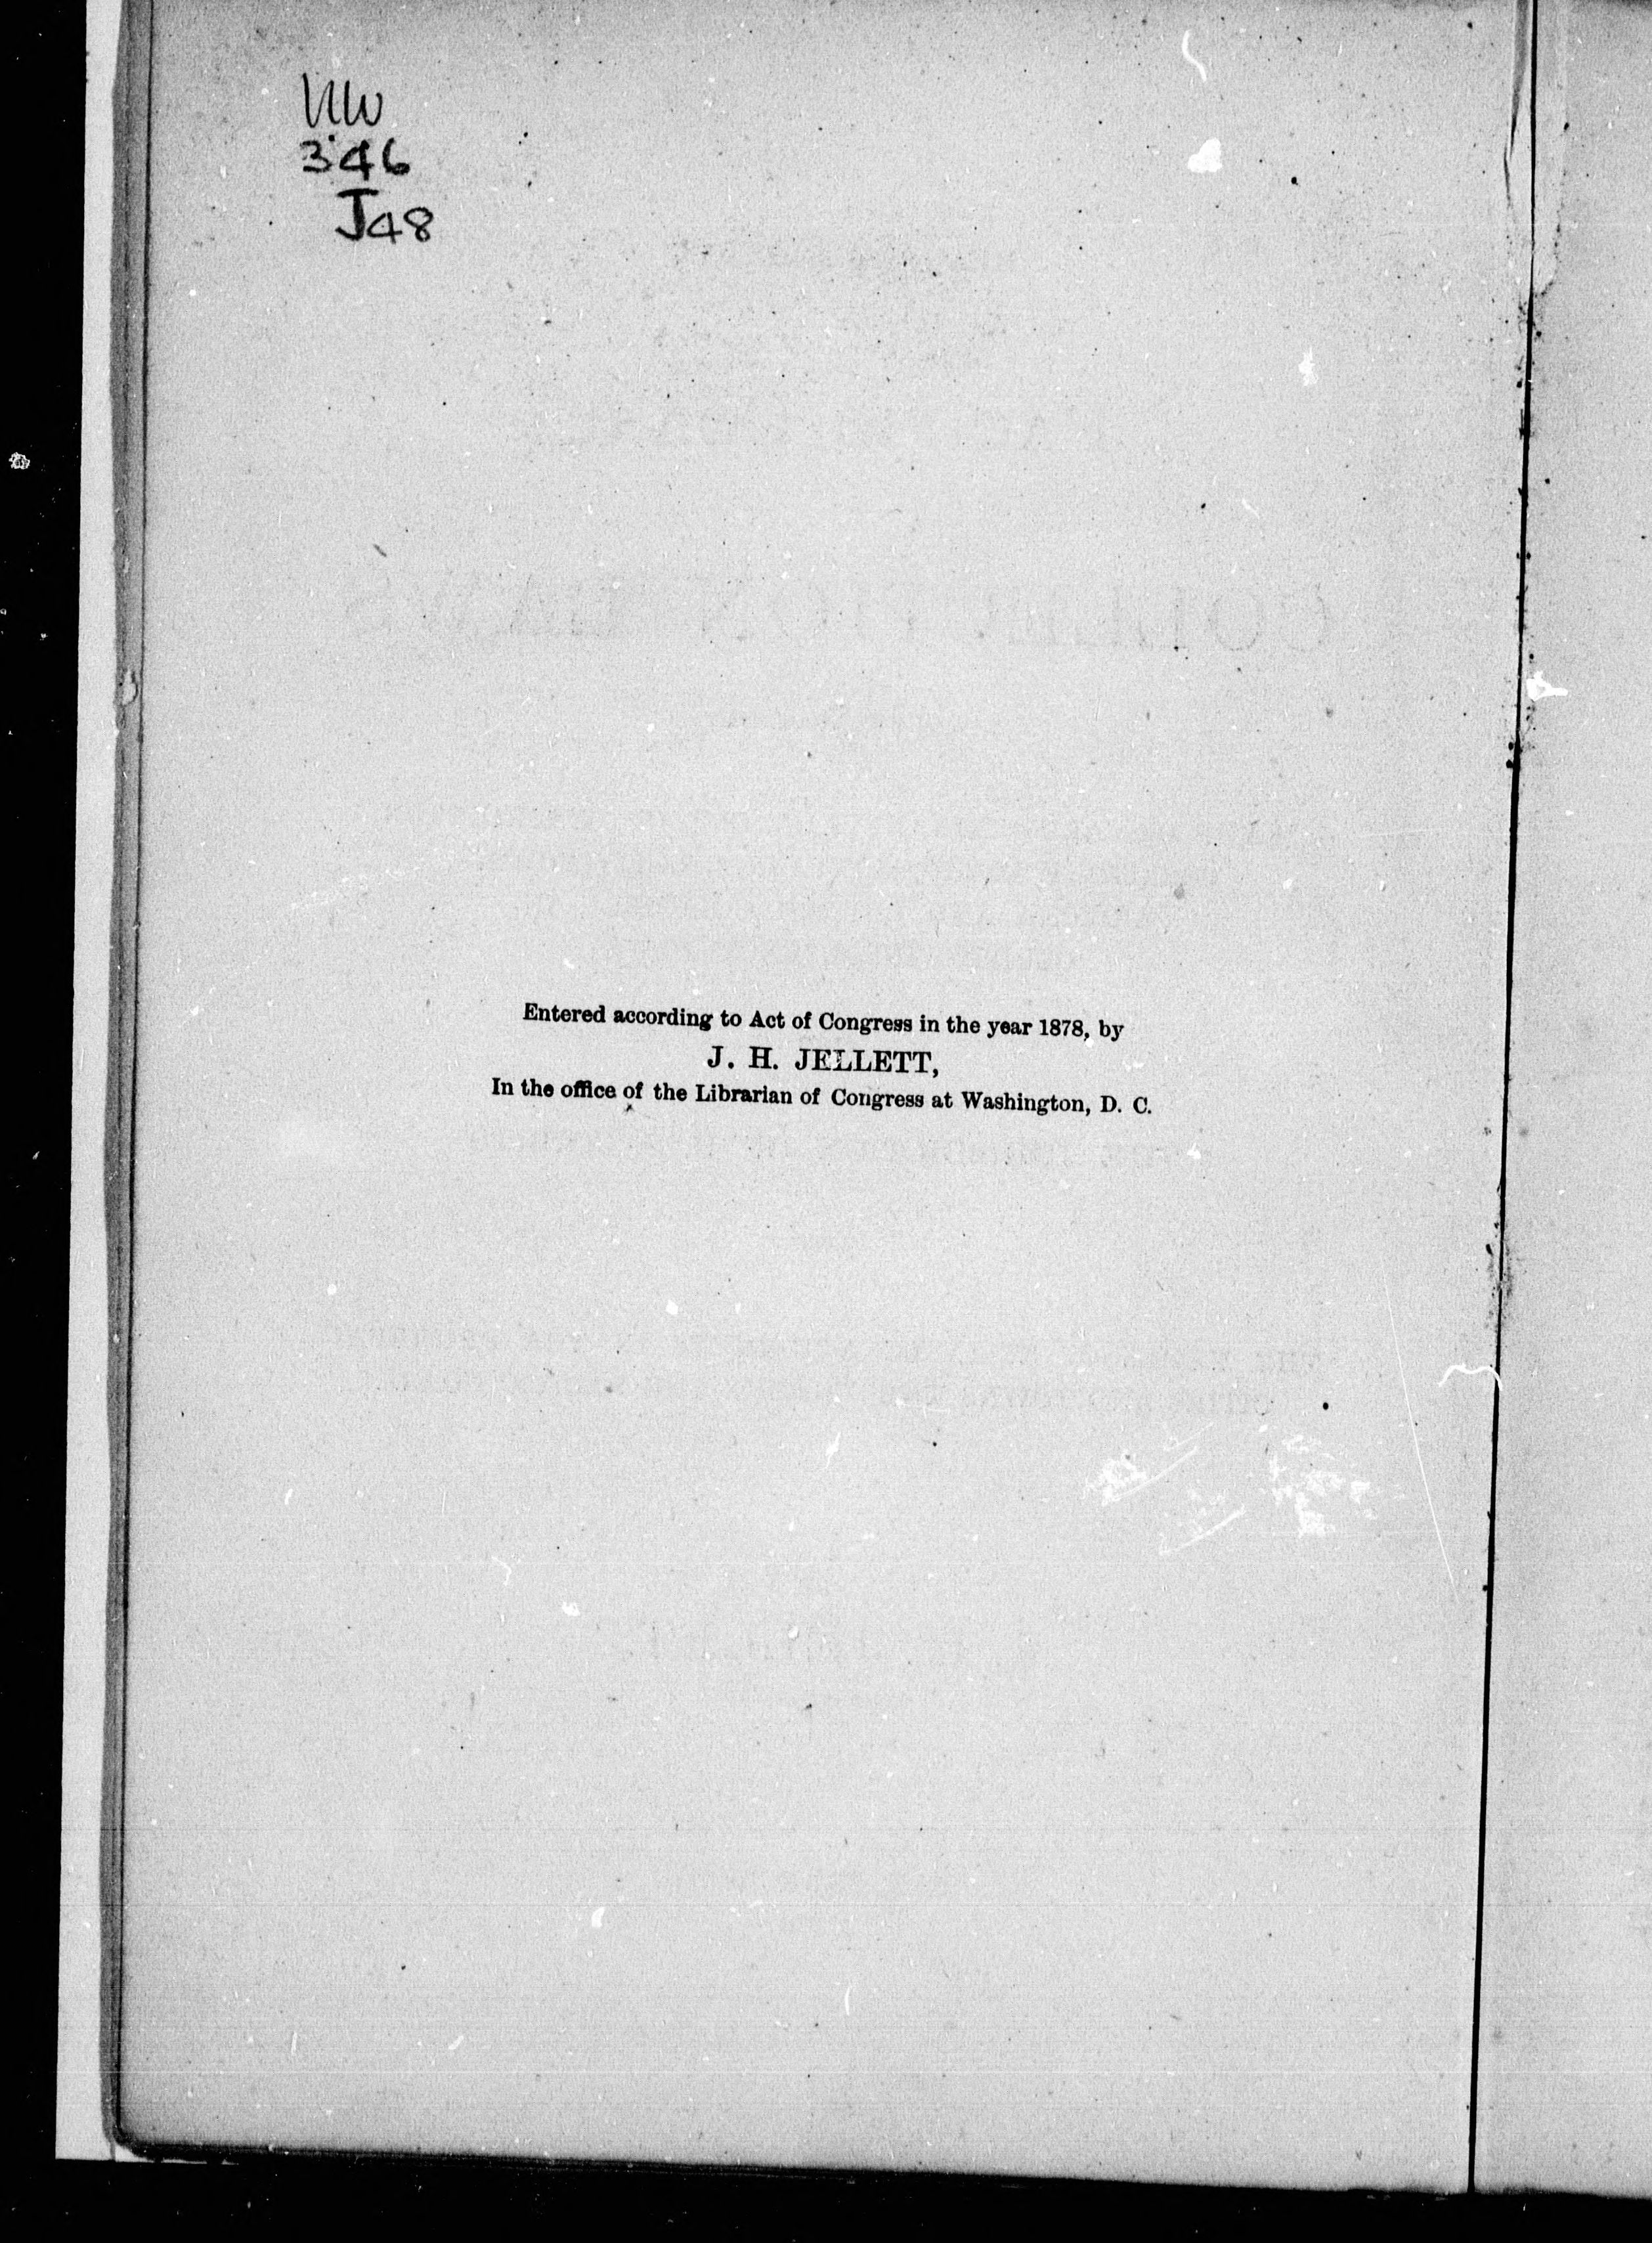 NW
346
J48
Entered according to Act of Congress in the year 1878, by
J. H. JELLETT,
In the office of the Librarian of Congress at Washington, D. C.